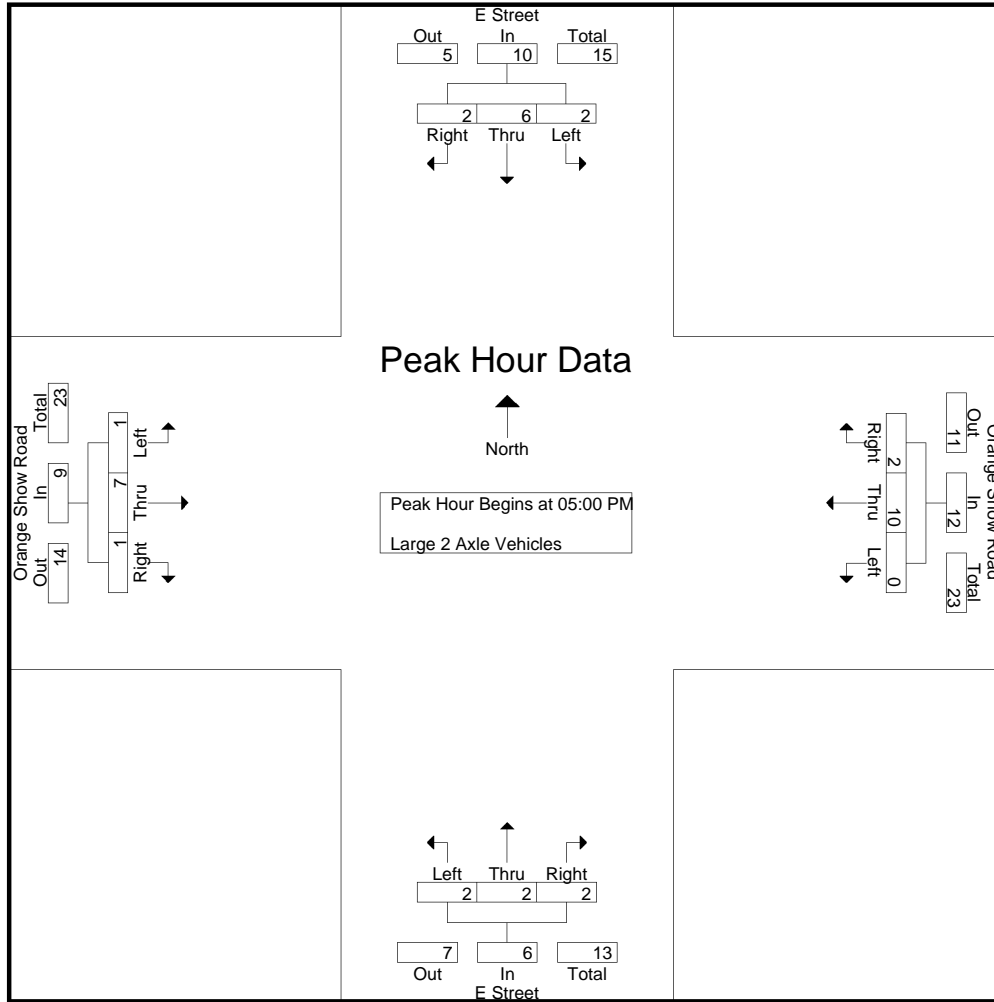 E Street
Out In Total
5 10 15
2 6 2
Right Thru Left
Peak Hour Data
North
Peak Hour Begins at 05:00 PM
Large 2 Axle Vehicles
Orange Show Road
Out In Total
14 9 23
1 7 1
Left Thru Right
Orange Show Road
Out In Total
11 12 23
2 10 0
Right Thru Left
Left Thru Right
2 2 2
7 6 13
Out In Total
E Street